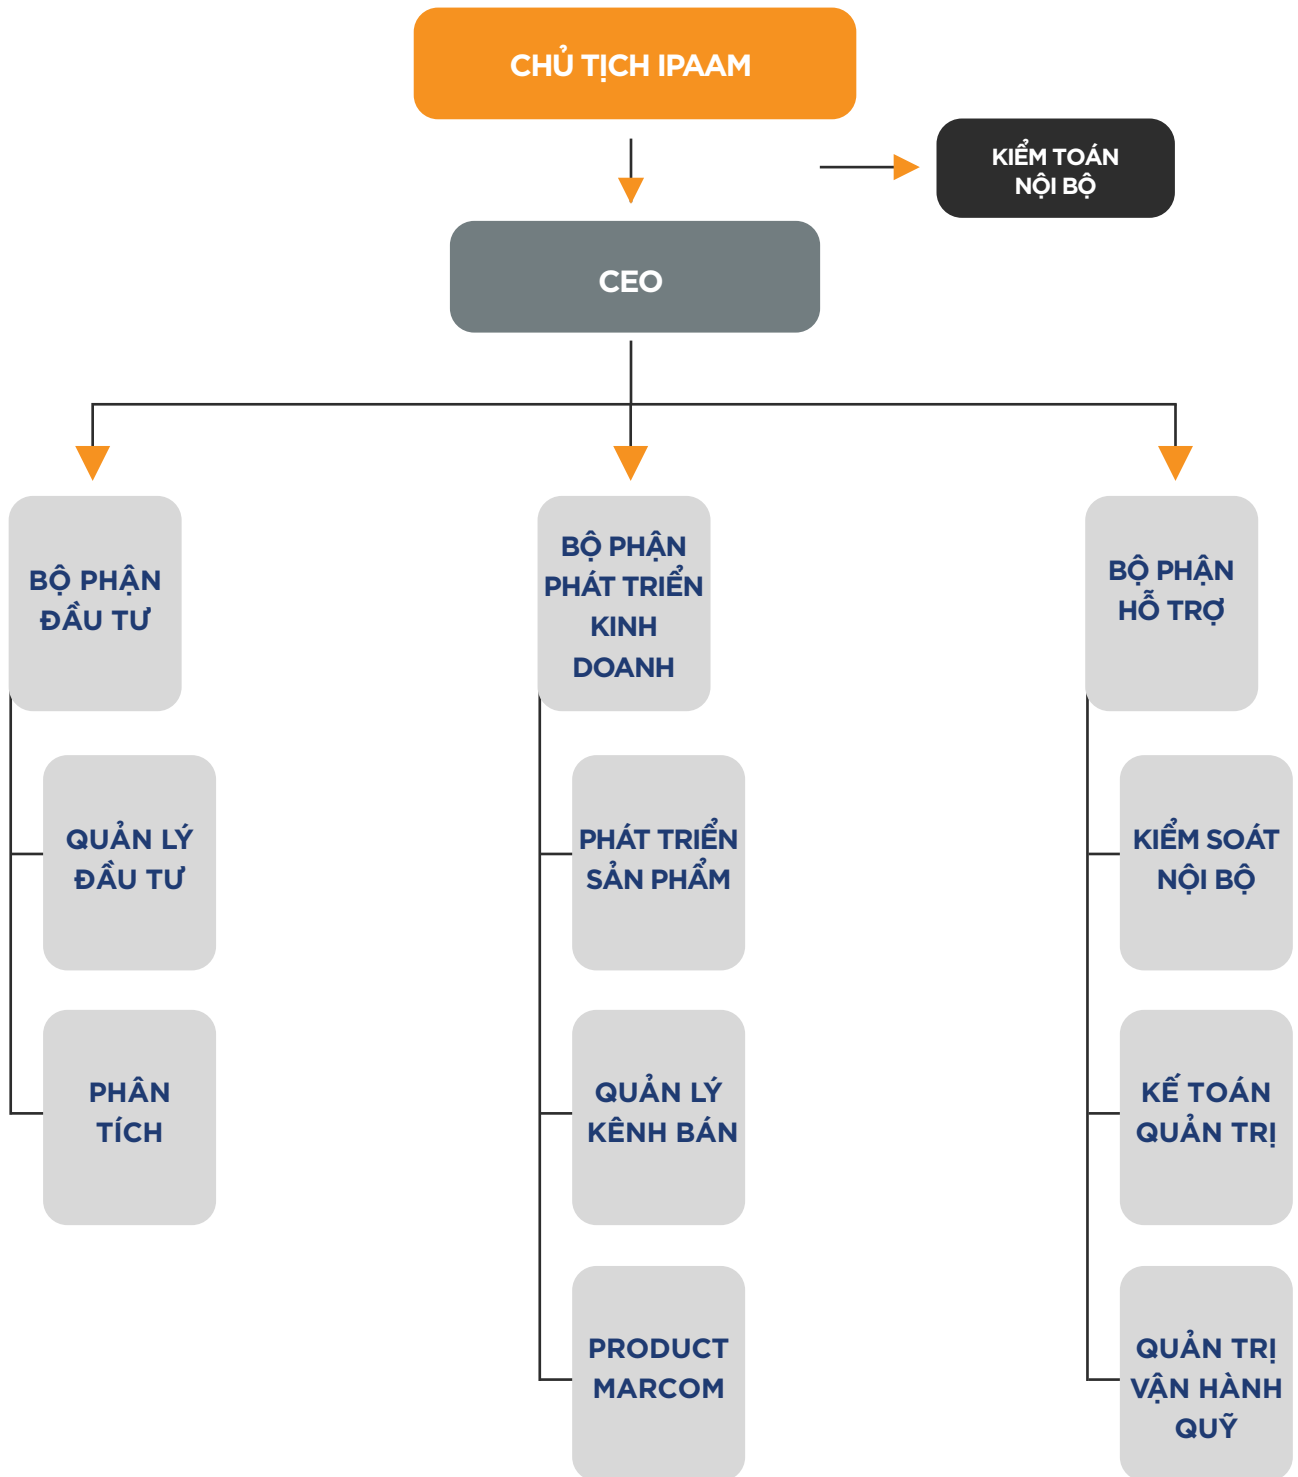 CHỦ TỊCH IPAAM
KIỂM TOÁN
NỘI BỘ
CEO
BỘ PHẬN
ĐẦU TƯ
BỘ PHẬN
PHÁT TRIỂN
KINH
DOANH
BỘ PHẬN
HỖ TRỢ
QUẢN LÝ
ĐẦU TƯ
PHÁT TRIỂN
SẢN PHẨM
KIỂM SOÁT
NỘI BỘ
PHÂN
TÍCH
QUẢN LÝ
KÊNH BÁN
KẾ TOÁN
QUẢN TRỊ
PRODUCT
MARCOM
QUẢN TRỊ
VẬN HÀNH
QUỸ